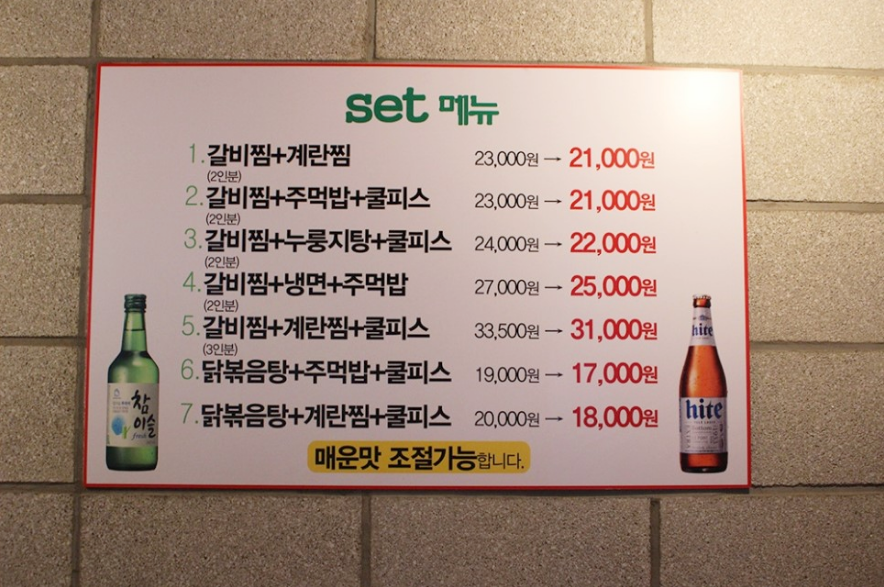 set 메뉴
1. 갈비찜+계란찜 23,000원 → 21,000원
(2인분)
2. 갈비찜+주먹밥+쿨피스 23,000원 → 21,000원
(2인분)
3. 갈비찜+누룽지탕+쿨피스 24,000원 → 22,000원
(2인분)
4. 갈비찜+냉면+주먹밥 27,000원 → 25,000원
(2인분)
5. 갈비찜+계란찜+쿨피스 33,500원 → 31,000원
(3인분)
6. 닭볶음탕+주먹밥+쿨피스 19,000원 → 17,000원
7. 닭볶음탕+계란찜+쿨피스 20,000원 → 18,000원
매운맛 조절가능합니다.
참
이슬
fresh
hite
hite